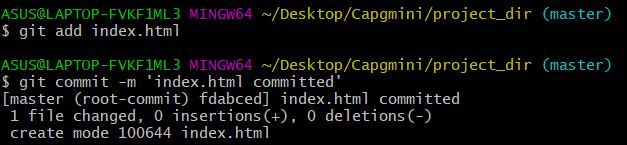 ASUS@LAPTOP-FVKF1ML3 MINGW64 ~/Desktop/Capgmini/project_dir (master)
$ git add index.html
ASUS@LAPTOP-FVKF1ML3 MINGW64 ~/Desktop/Capgmini/project_dir (master)
$ git commit -m 'index.html committed'
[master (root-commit) fdabced] index.html committed
1 file changed, 0 insertions(+), 0 deletions(-)
create mode 100644 index.html